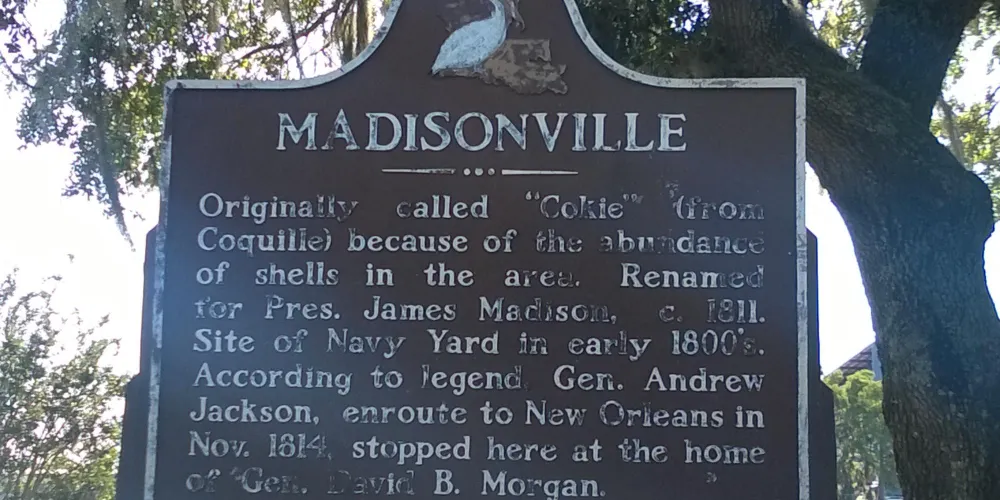 MADISONVILLE
Originally called "Cokie" (from
Coquille) because of the abundance
of shells in the area. Renamed
for Pres. James Madison, c. 1811.
Site of Navy Yard in early 1800's.
According to legend, Gen. Andrew
Jackson, enroute to New Orleans in
Nov. 1814, stopped here at the home
of Gen. David B. Morgan.